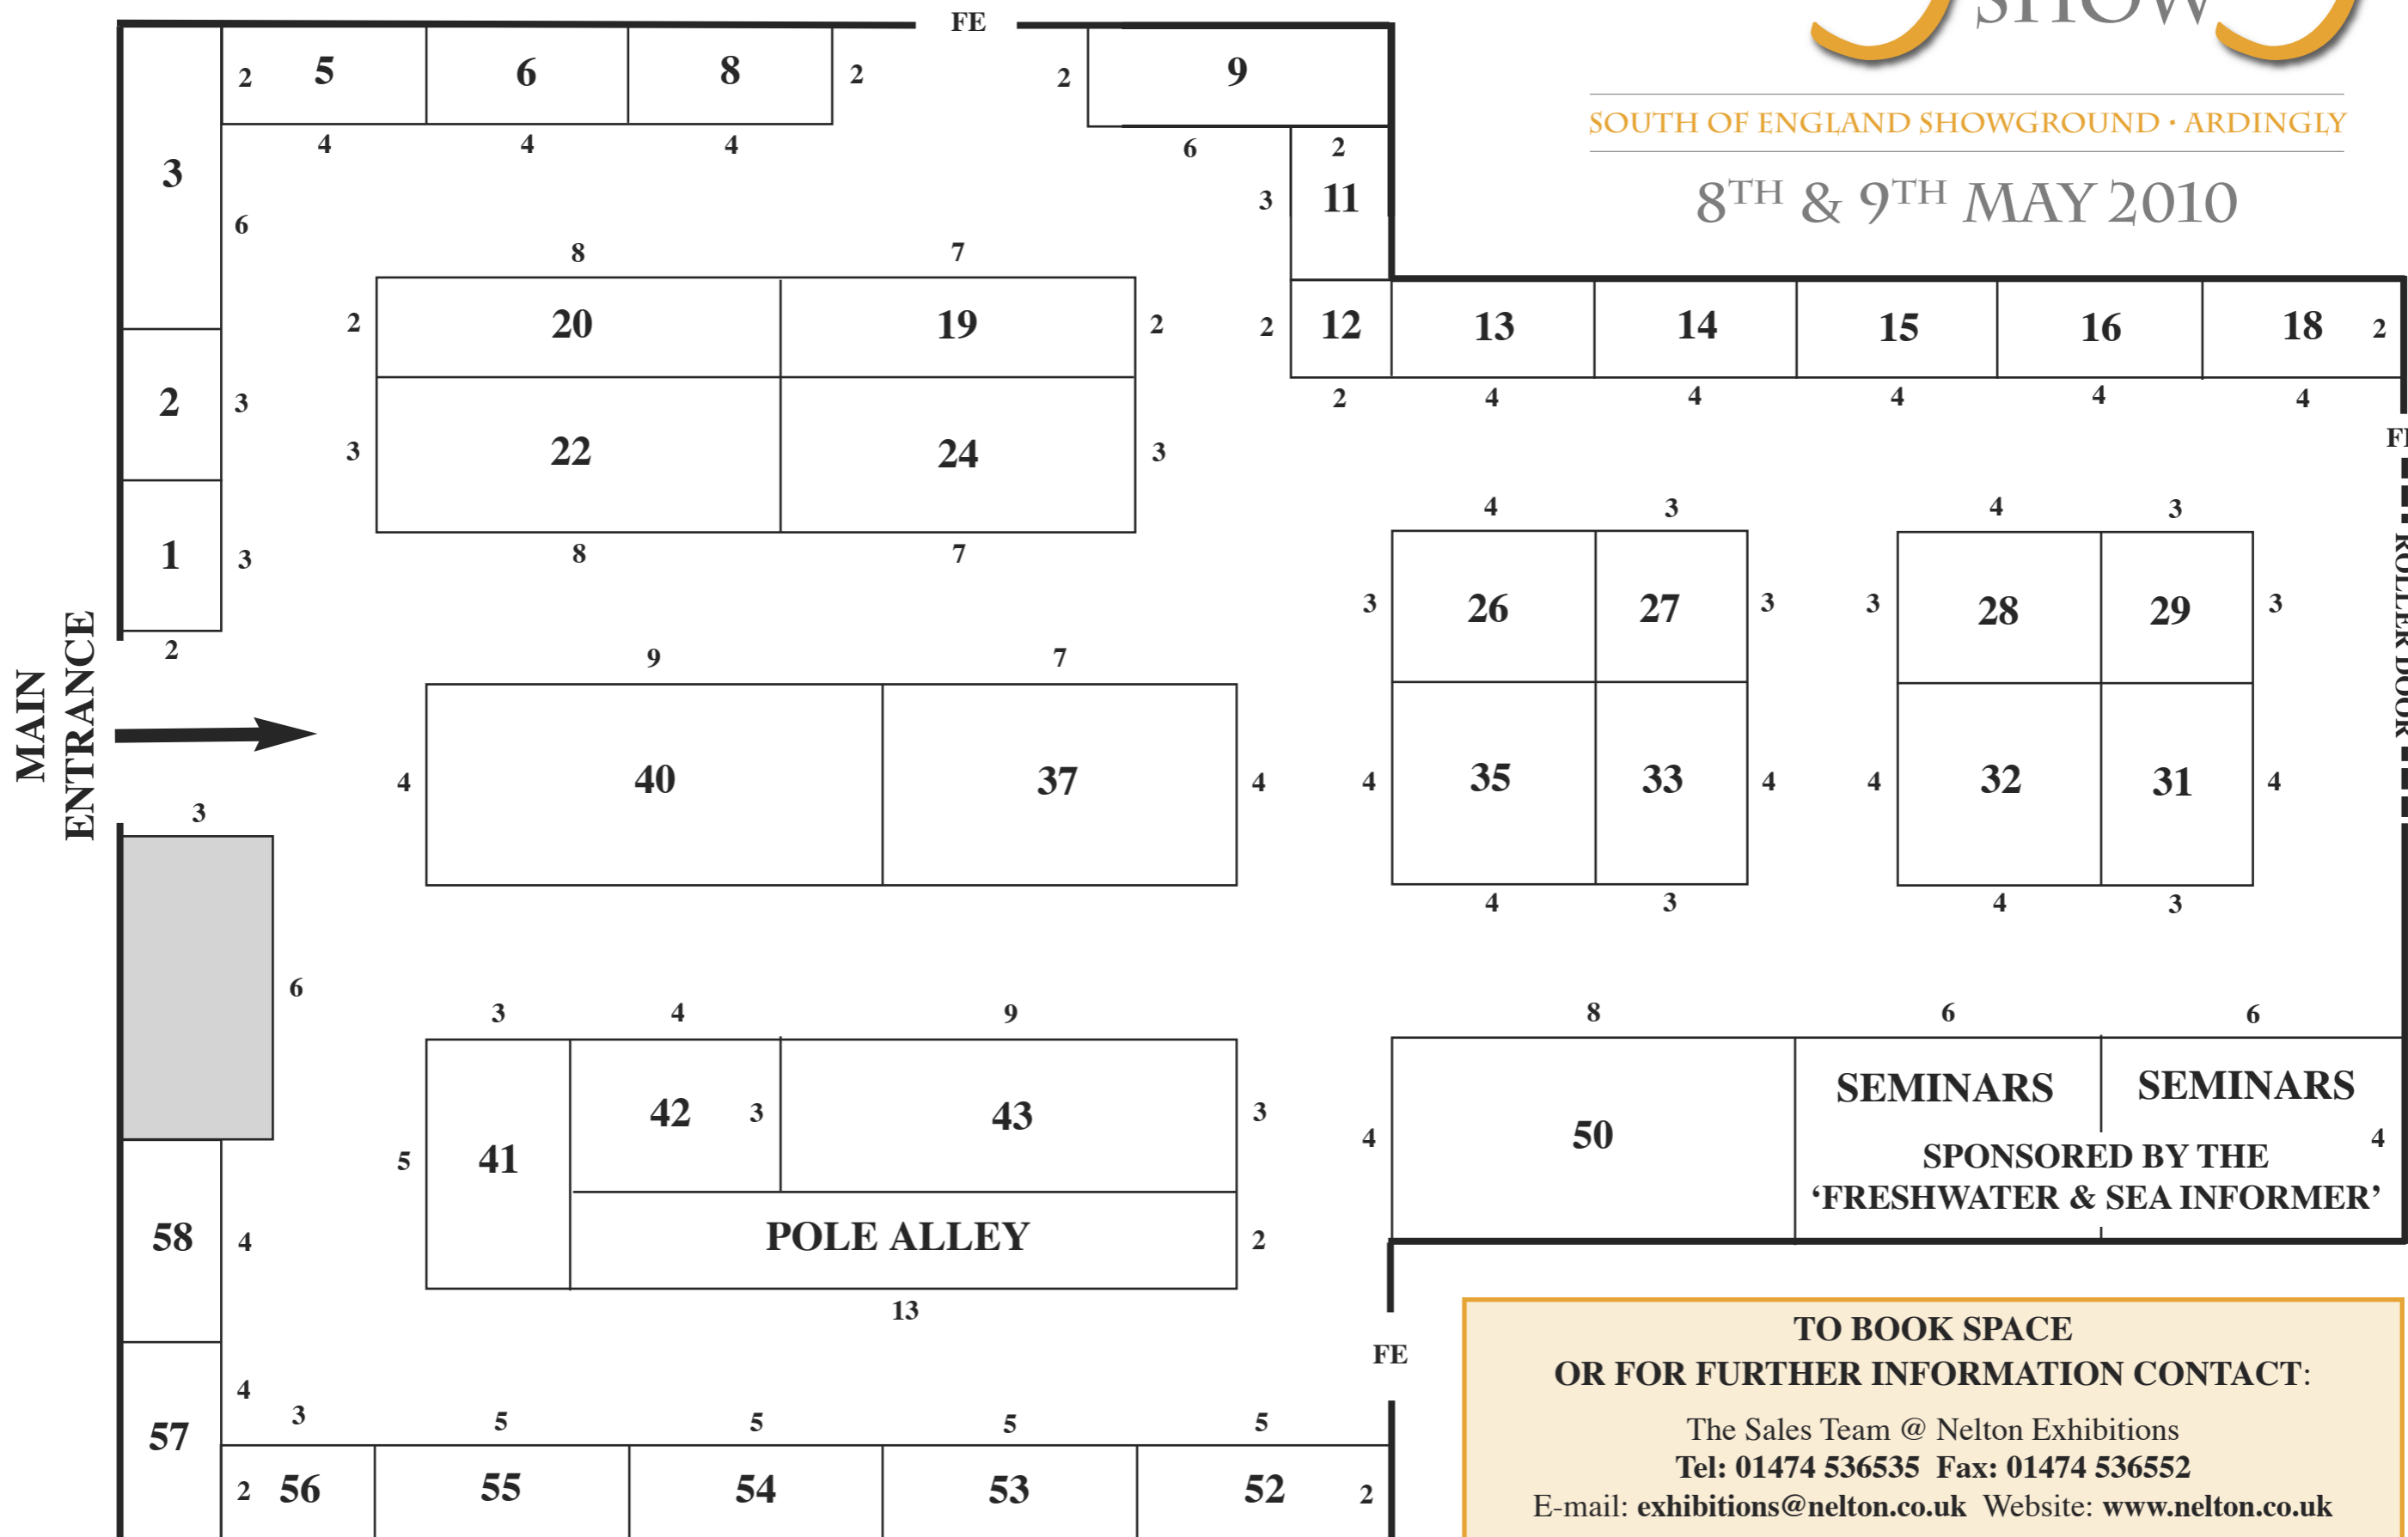 SHOW
SOUTH OF ENGLAND SHOWGROUND · ARDINGLY
8TH & 9TH MAY 2010
FE
2 5 6 8 2 2 9
4 4 4 6 2
3 6 3 11
8 7
2 20 19 2 2 12 13 14 15 16 18 2
2 4 4 4 4 4
2 3 3 22 24 3
FE
1 3 8 7
4 3 4 3
2
3 26 27 3 3 28 29 3
ROLLER DOOR
MAIN
ENTRANCE
9 7
4 40 37 4 4 35 33 4 4 32 31 4
3
4 3 4 3
6
3 4 9 8 6 6
5 41 42 3 43 3
4 50 SEMINARS SEMINARS 4
SPONSORED BY THE
‘FRESHWATER & SEA INFORMER’
58 4 POLE ALLEY 2
13
FE
57 4
3 5 5 5 5
2 56 55 54 53 52 2
TO BOOK SPACE
OR FOR FURTHER INFORMATION CONTACT:
The Sales Team @ Nelton Exhibitions
Tel: 01474 536535 Fax: 01474 536552
E-mail: exhibitions@nelton.co.uk Website: www.nelton.co.uk